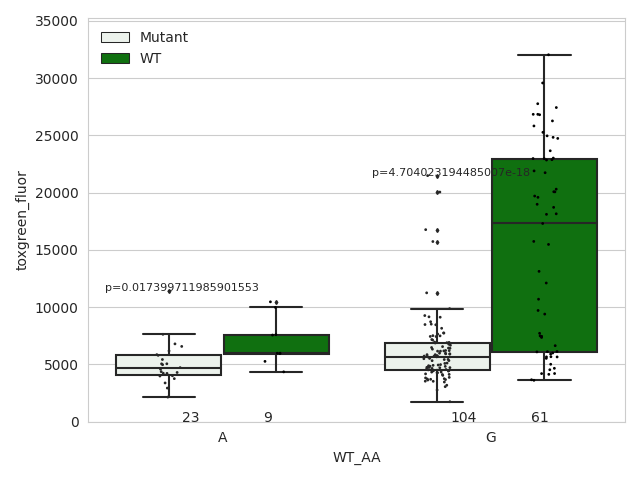 35000
Mutant
WT
30000
25000
p=4.704023194485007e-18
20000
15000
p=0.017399711985901553
10000
5000
0
23
9
104
61
A
G
WT_AA
toxgreen_fluor